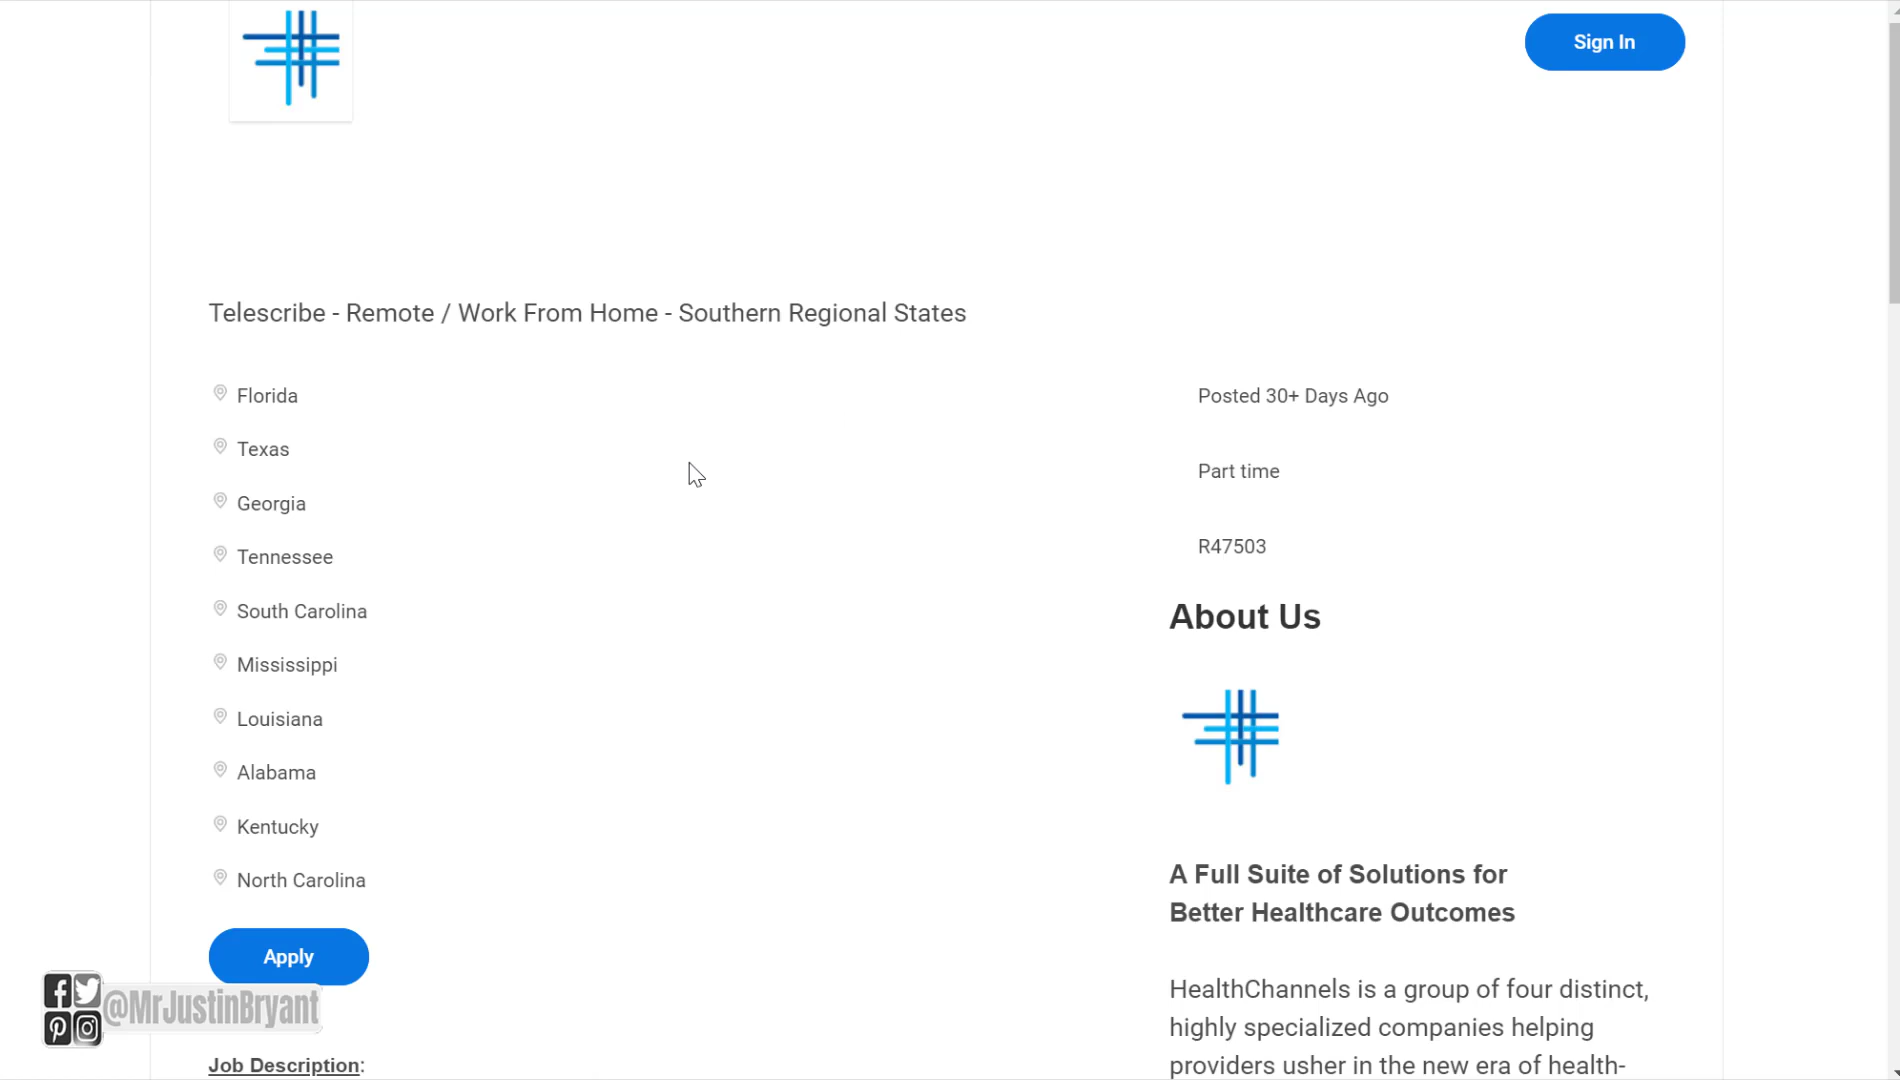 Sign In
Telescribe - Remote / Work From Home - Southern Regional States
Florida
Texas
Georgia
Tennessee
South Carolina
Mississippi
Louisiana
Alabama
Kentucky
North Carolina
Apply
@MrJustinBryant
Job Description:
Posted 30+ Days Ago
Part time
R47503
About Us
A Full Suite of Solutions for
Better Healthcare Outcomes
HealthChannels is a group of four distinct,
highly specialized companies helping
providers usher in the new era of health-